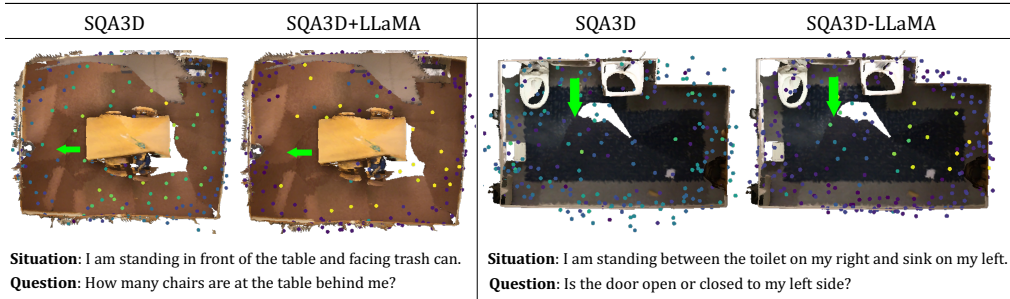 SQA3D
SQA3D+LLaMA
SQA3D
SQA3D-LLaMA
Situation: I am standing in front of the table and facing trash can.
Question: How many chairs are at the table behind me?
Situation: I am standing between the toilet on my right and sink on my left.
Question: Is the door open or closed to my left side?